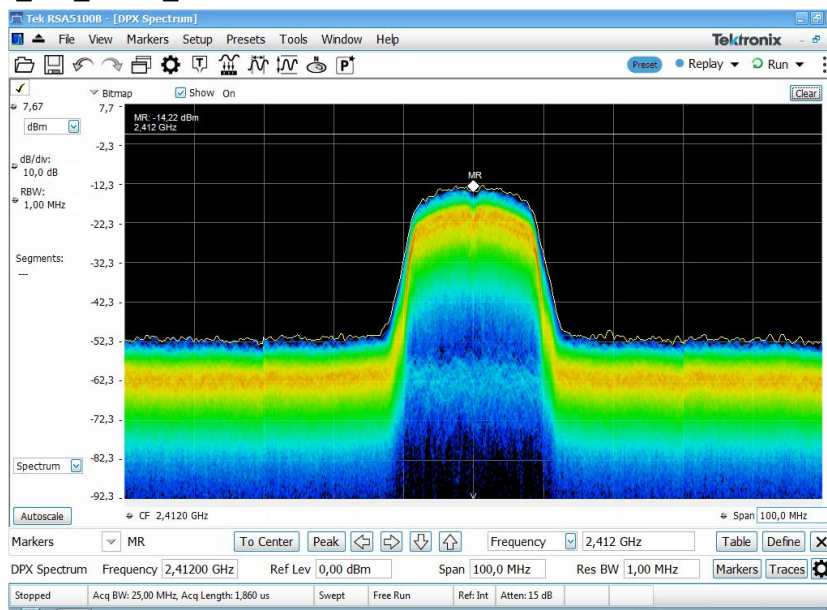 Tek RSA5100B - [DPX Spectrum]
File View Markers Setup Presets Tools Window Help
Tektronix
Preset Replay Run
Bitmap Show On
Clear
7,67
dBm
dB/div:
10,0 dB
RBW:
1,00 MHz
Segments:
---
Spectrum
Autoscale
7,7
-2,3
-12,3
-22,3
-32,3
-42,3
-52,3
-62,3
-72,3
-82,3
-92,3
MR: -14,22 dBm
2,412 GHz
MR
CF 2,4120 GHz
Span 100,0 MHz
Markers MR To Center Peak Frequency 2,412 GHz Table Define X
DPX Spectrum Frequency 2,41200 GHz Ref Lev 0,00 dBm Span 100,0 MHz Res BW 1,00 MHz Markers Traces
Stopped Acq BW: 25,00 MHz, Acq Length: 1,860 us Swept Free Run Ref: Int Atten: 15 dB